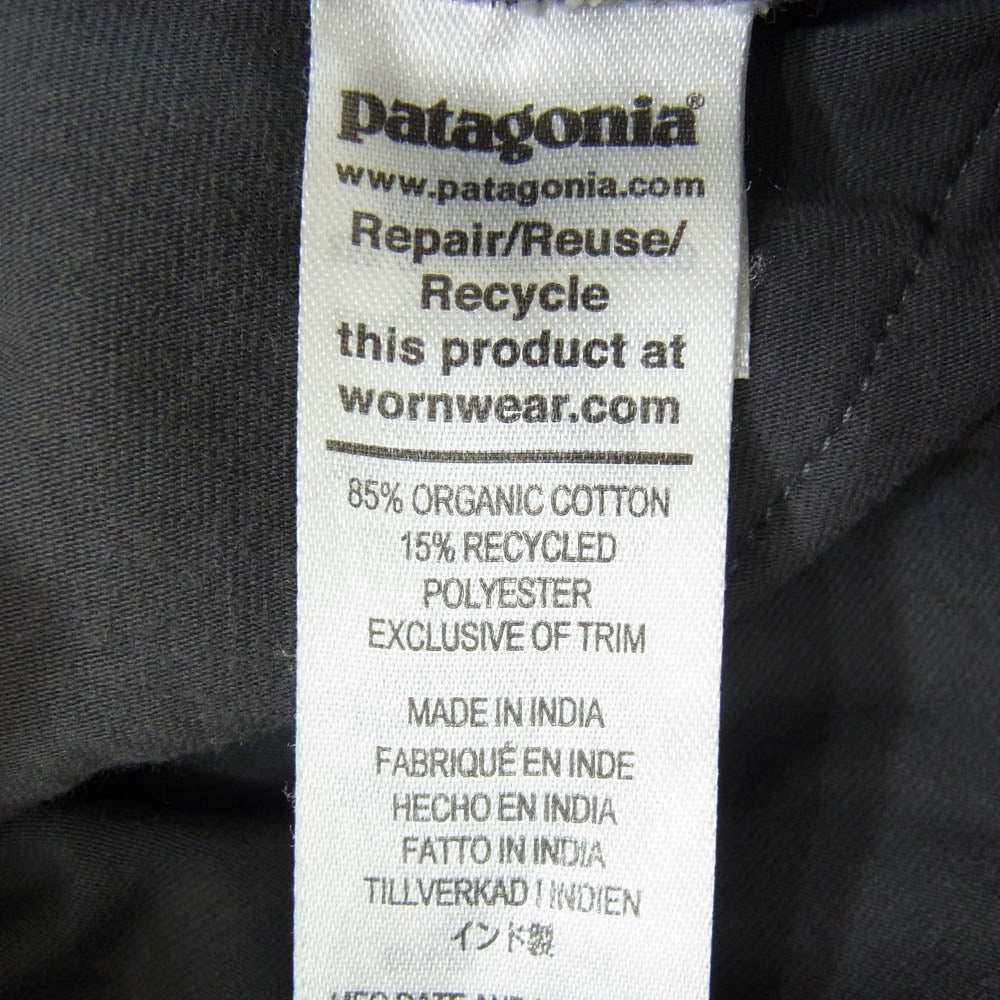 patagonia®
www.patagonia.com
Repair/Reuse/
Recycle
this product at
wornwear.com
85% ORGANIC COTTON
15% RECYCLED
POLYESTER
EXCLUSIVE OF TRIM
MADE IN INDIA
FABRIQUÉ EN INDE
HECHO EN INDIA
FATTO IN INDIA
TILLVERKAD I INDIEN
インド製